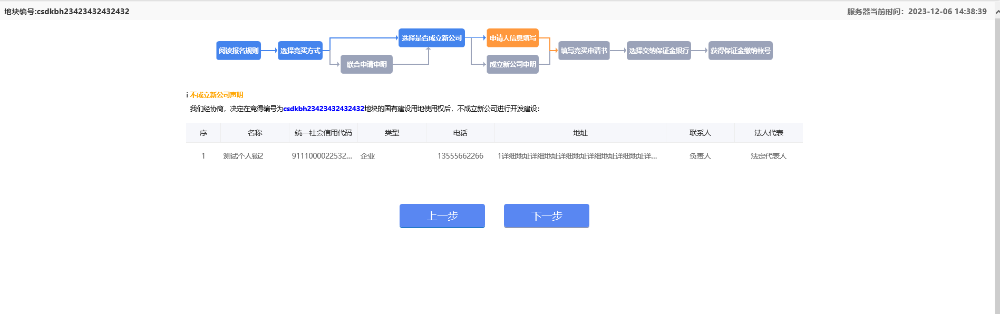 地块编号:csdkbh23423432432432
服务器当前时间：2023-12-06 14:38:39
阅读报名规则
选择竞买方式
选择是否成立新公司
联合申请申明
申请人信息填写
成立新公司申明
填写竞买申请书
选择交纳保证金银行
获得保证金缴纳帐号
i 不成立新公司声明
我们经协商，决定在竞得编号为csdkbh23423432432432地块的国有建设用地使用权后，不成立新公司进行开发建设：
序 名称 统一社会信用代码 类型 电话 地址 联系人 法人代表
1 测试个人锁2 9111000022532... 企业 13555662266 1详细地址详细地址详细地址详细地址详细地址详... 负责人 法定代表人
上一步 下一步